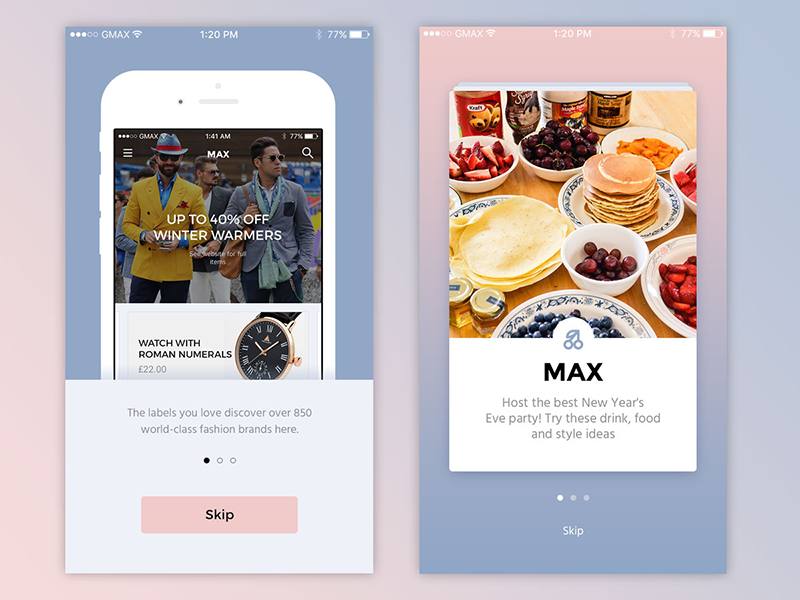 GMAX
1:20 PM
77%
GMAX
1:41 AM
77%
MAX
UP TO 40% OFF
WINTER WARMERS
See website for full
items
WATCH WITH
ROMAN NUMERALS
£22.00
The labels you love discover over 850
world-class fashion brands here.
Skip
GMAX
1:20 PM
77%
Kraft
Syrup
Maple Syrup
MAX
Host the best New Year's
Eve party! Try these drink, food
and style ideas
Skip